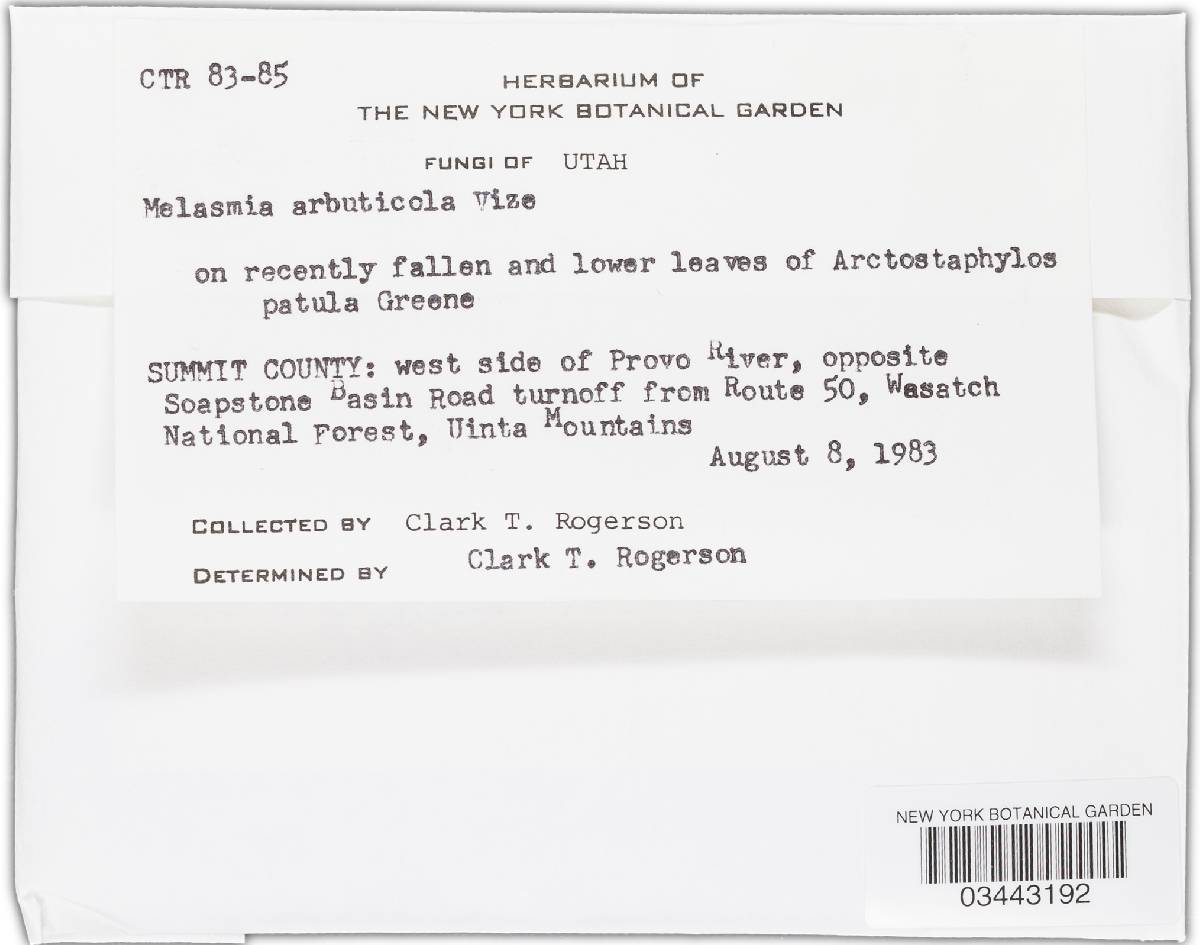 CTR 83-85
HERBARIUM OF
THE NEW YORK BOTANICAL GARDEN
FUNGI OF UTAH
Melasmia arbuticola Vize
on recently fallen and lower leaves of Arctostaphylos
patula Greene
SUMMIT COUNTY: west side of Provo River, opposite
Soapstone Basin Road turnoff from Route 50, Wasatch
National Forest, Uinta Mountains
August 8, 1983
COLLECTED BY Clark T. Rogerson
DETERMINED BY Clark T. Rogerson
NEW YORK BOTANICAL GARDEN
03443192